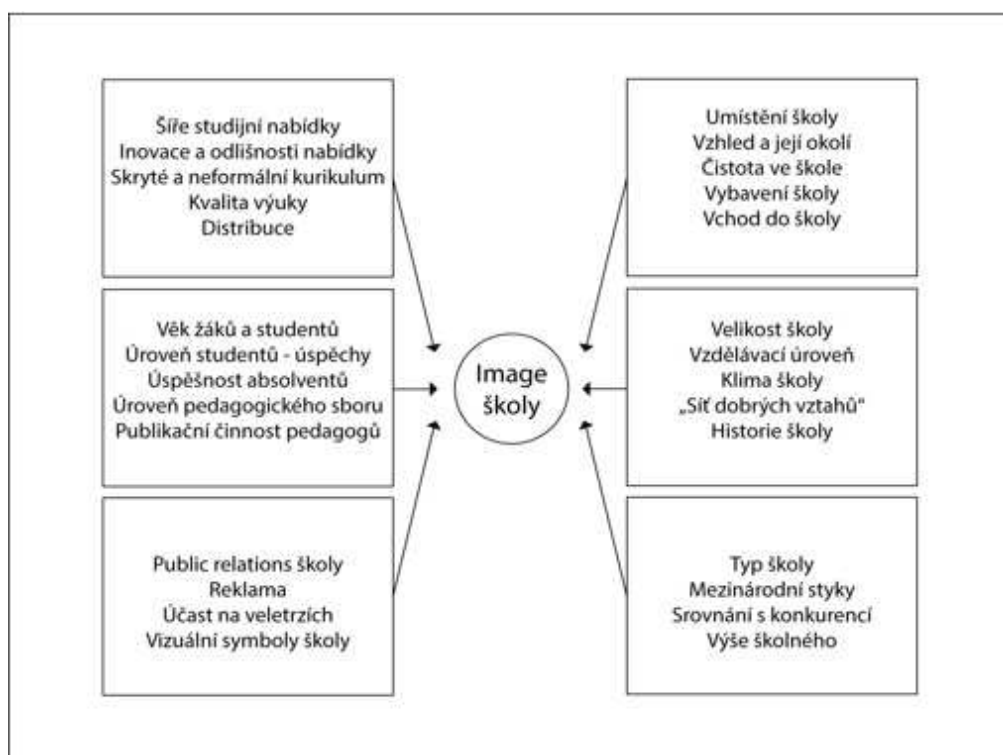 Šíře studijní nabídky
Inovace a odlišnosti nabídky
Skryté a neformální kurikulum
Kvalita výuky
Distribuce
Věk žáků a studentů
Úroveň studentů - úspěchy
Úspěšnost absolventů
Úroveň pedagogického sboru
Publikační činnost pedagogů
Public relations školy
Reklama
Účast na veletrzích
Vizuální symboly školy
Image
školy
Umístění školy
Vzhled a její okolí
Čistota ve škole
Vybavení školy
Vchod do školy
Velikost školy
Vzdělávací úroveň
Klima školy
„Síť dobrých vztahů“
Historie školy
Typ školy
Mezinárodní styky
Srovnání s konkurencí
Výše školného